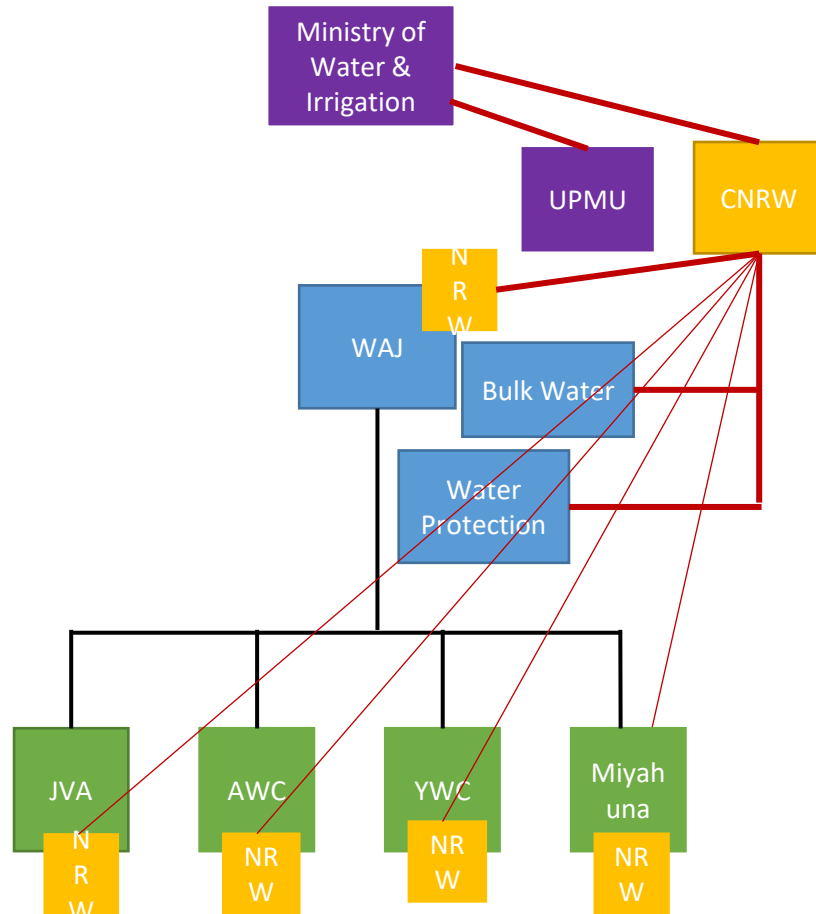 Ministry of
Water &
Irrigation
UPMU
CNRW
N
R
W
WAJ
Bulk Water
Water
Protection
JVA
AWC
YWC
Miyah
una
N
R
W
NR
W
NR
W
NR
W